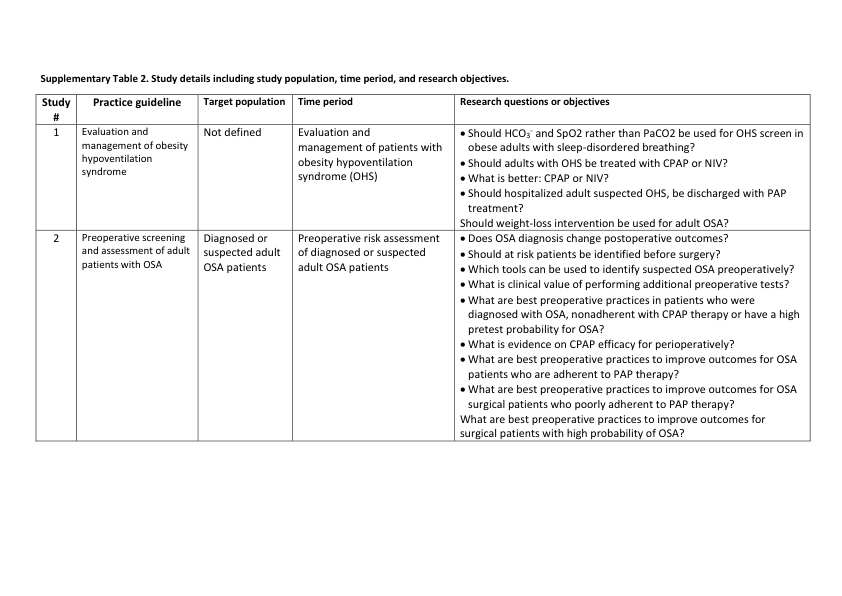 Supplementary Table 2. Study details including study population, time period, and research objectives.
Study
#
Practice guideline
Target population
Time period
Research questions or objectives
1
Evaluation and
management of obesity
hypoventilation
syndrome
Not defined
Evaluation and
management of patients with
obesity hypoventilation
syndrome (OHS)
• Should HCO₃⁻ and SpO2 rather than PaCO2 be used for OHS screen in
obese adults with sleep-disordered breathing?
• Should adults with OHS be treated with CPAP or NIV?
• What is better: CPAP or NIV?
• Should hospitalized adult suspected OHS, be discharged with PAP
treatment?
Should weight-loss intervention be used for adult OSA?
2
Preoperative screening
and assessment of adult
patients with OSA
Diagnosed or
suspected adult
OSA patients
Preoperative risk assessment
of diagnosed or suspected
adult OSA patients
• Does OSA diagnosis change postoperative outcomes?
• Should at risk patients be identified before surgery?
• Which tools can be used to identify suspected OSA preoperatively?
• What is clinical value of performing additional preoperative tests?
• What are best preoperative practices in patients who were
diagnosed with OSA, nonadherent with CPAP therapy or have a high
pretest probability for OSA?
• What is evidence on CPAP efficacy for perioperatively?
• What are best preoperative practices to improve outcomes for OSA
patients who are adherent to PAP therapy?
• What are best preoperative practices to improve outcomes for OSA
surgical patients who poorly adherent to PAP therapy?
What are best preoperative practices to improve outcomes for
surgical patients with high probability of OSA?